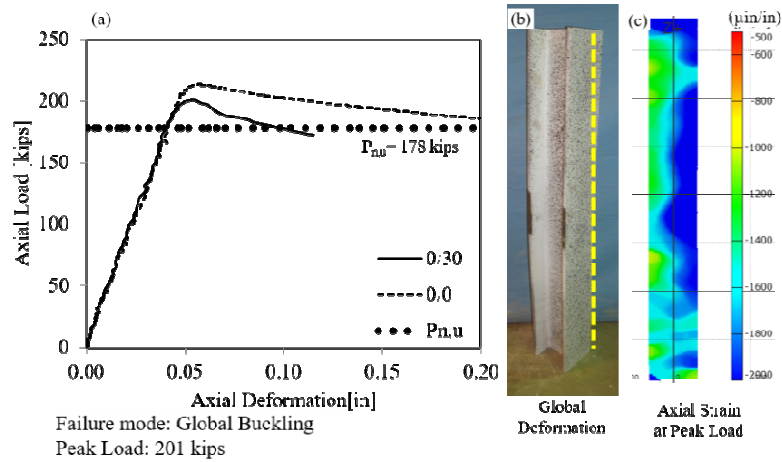 (a)
250
200
150
100
50
0
Axial Load [kips]
Pn,u = 178 kips
0/30
0/0
Pn,u
0.00
0.05
0.10
0.15
0.20
Axial Deformation[in]
Failure mode: Global Buckling
Peak Load: 201 kips
(b)
Global
Deformation
(c)
(µin/in)
-500
-600
-800
-1000
-1200
-1400
-1600
-1800
-2000
Axial Strain
at Peak Load